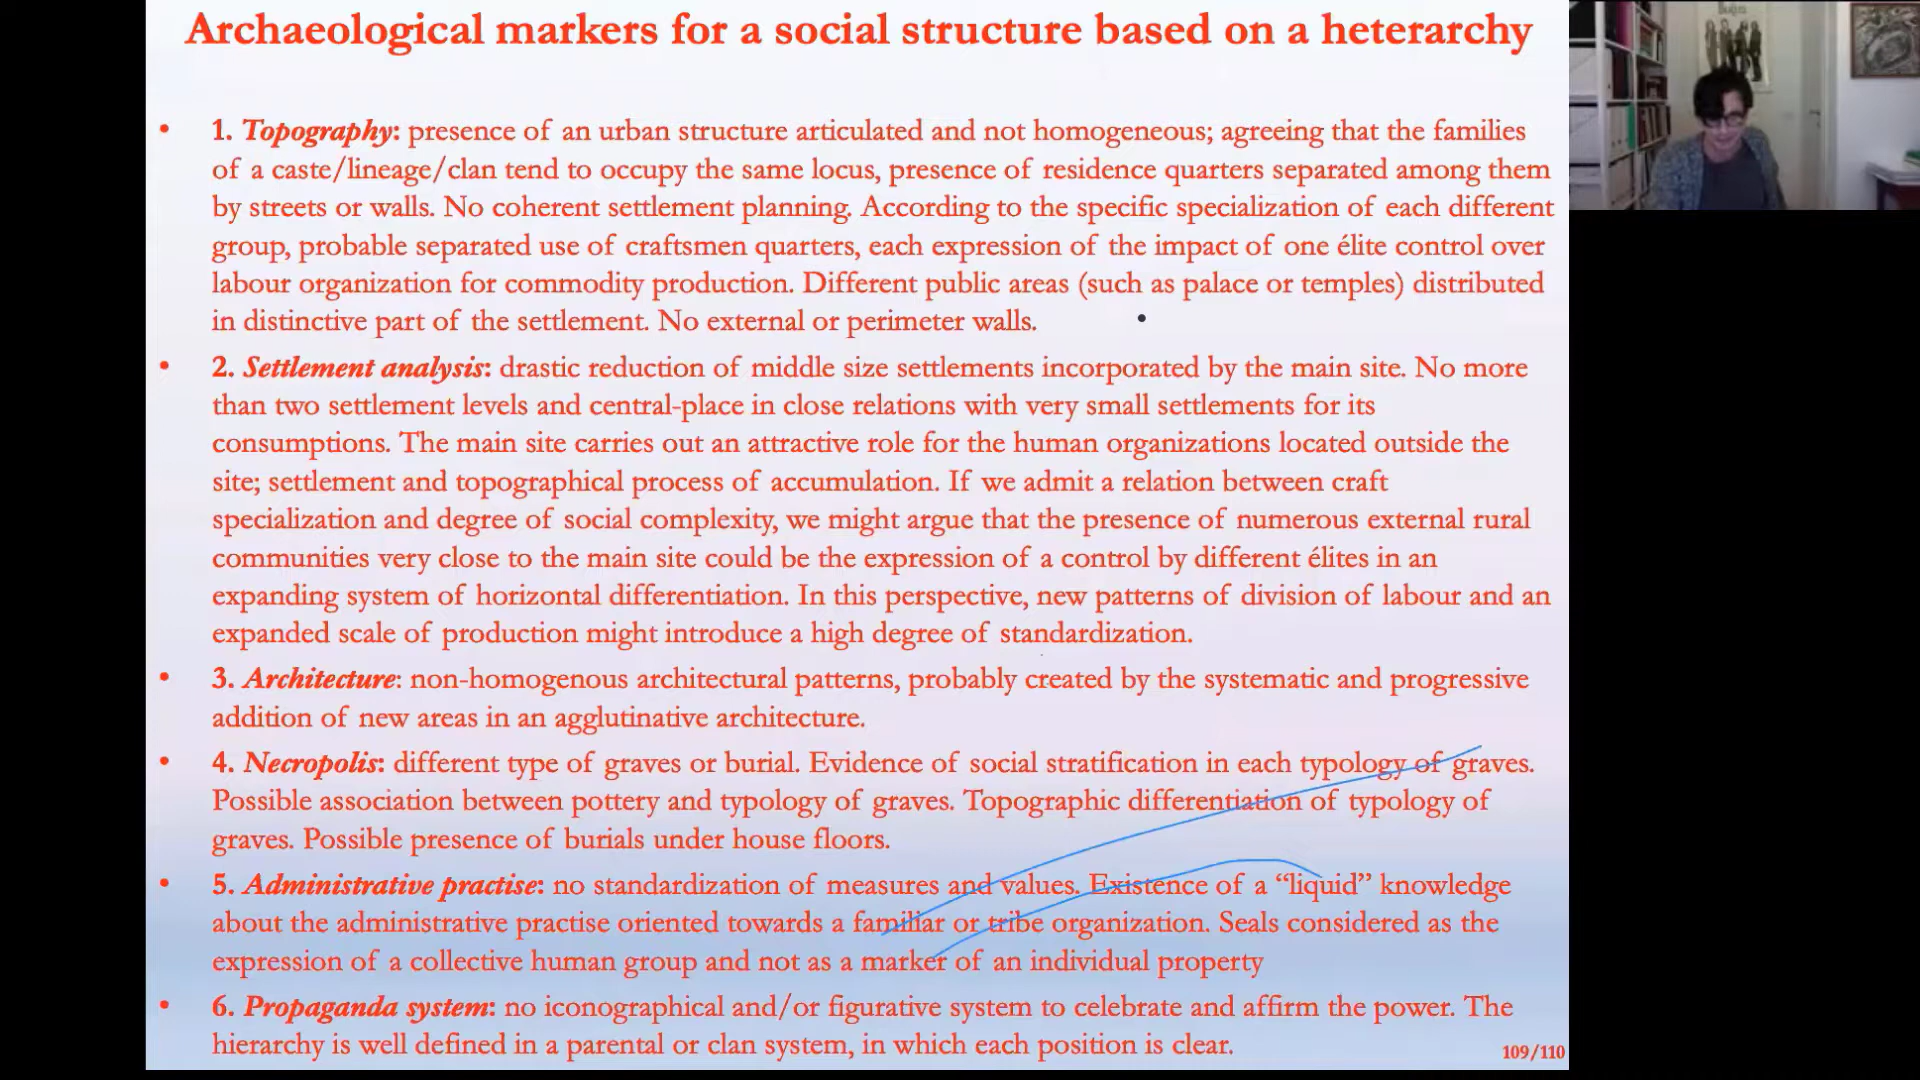 Archaeological markers for a social structure based on a heterarchy
• 1. Topography: presence of an urban structure articulated and not homogeneous; agreeing that the families
of a caste/lineage/clan tend to occupy the same locus, presence of residence quarters separated among them
by streets or walls. No coherent settlement planning. According to the specific specialization of each different
group, probable separated use of craftsmen quarters, each expression of the impact of one élite control over
labour organization for commodity production. Different public areas (such as palace or temples) distributed
in distinctive part of the settlement. No external or perimeter walls.
• 2. Settlement analysis: drastic reduction of middle size settlements incorporated by the main site. No more
than two settlement levels and central-place in close relations with very small settlements for its
consumptions. The main site carries out an attractive role for the human organizations located outside the
site; settlement and topographical process of accumulation. If we admit a relation between craft
specialization and degree of social complexity, we might argue that the presence of numerous external rural
communities very close to the main site could be the expression of a control by different élites in an
expanding system of horizontal differentiation. In this perspective, new patterns of division of labour and an
expanded scale of production might introduce a high degree of standardization.
• 3. Architecture: non-homogenous architectural patterns, probably created by the systematic and progressive
addition of new areas in an agglutinative architecture.
• 4. Necropolis: different type of graves or burial. Evidence of social stratification in each typology of graves.
Possible association between pottery and typology of graves. Topographic differentiation of typology of
graves. Possible presence of burials under house floors.
• 5. Administrative practise: no standardization of measures and values. Existence of a “liquid” knowledge
about the administrative practise oriented towards a familiar or tribe organization. Seals considered as the
expression of a collective human group and not as a marker of an individual property
• 6. Propaganda system: no iconographical and/or figurative system to celebrate and affirm the power. The
hierarchy is well defined in a parental or clan system, in which each position is clear.
109/110